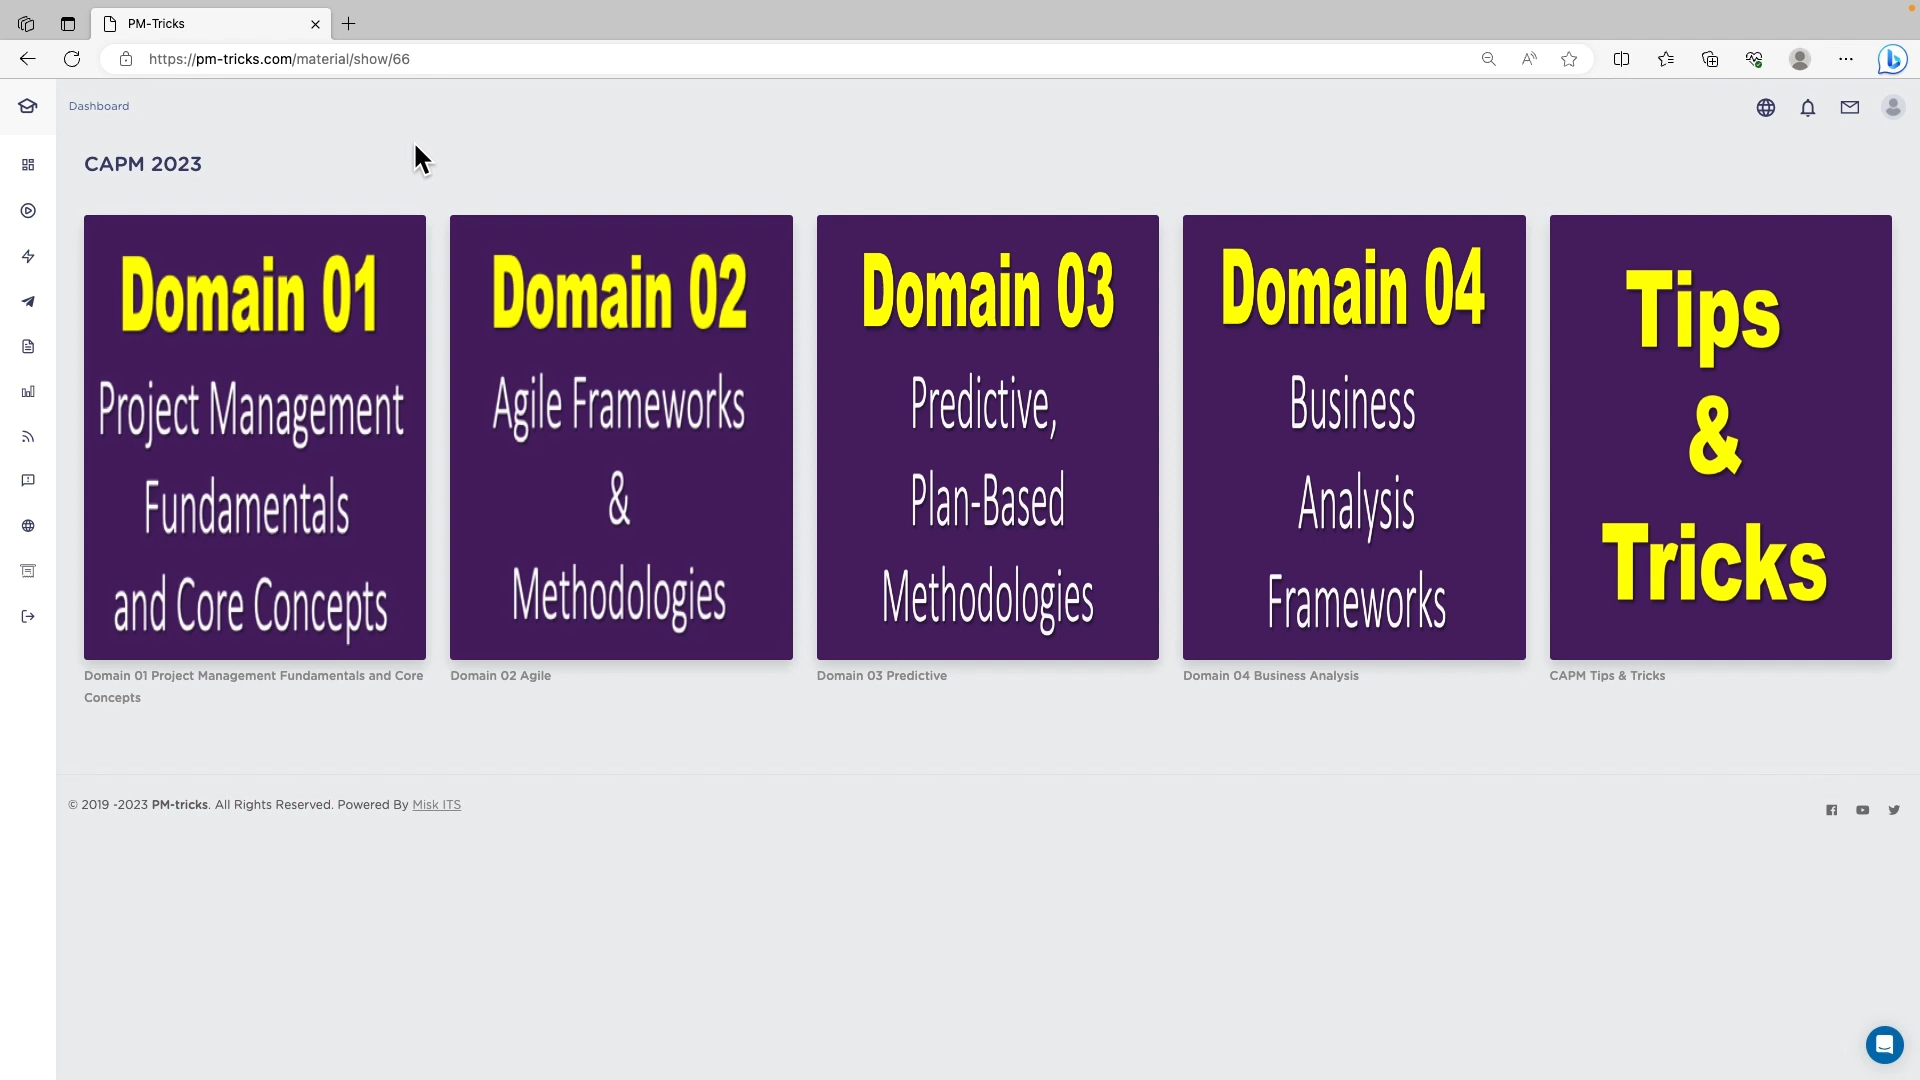 PM-Tricks
https://pm-tricks.com/material/show/66
Dashboard
CAPM 2023
Domain 01
Project Management
Fundamentals
and Core Concepts
Domain 01 Project Management Fundamentals and Core
Concepts
Domain 02
Agile Frameworks
&
Methodologies
Domain 02 Agile
Domain 03
Predictive,
Plan-Based
Methodologies
Domain 03 Predictive
Domain 04
Business
Analysis
Frameworks
Domain 04 Business Analysis
Tips
&
Tricks
CAPM Tips & Tricks
© 2019 -2023 PM-tricks. All Rights Reserved. Powered By Misk ITS